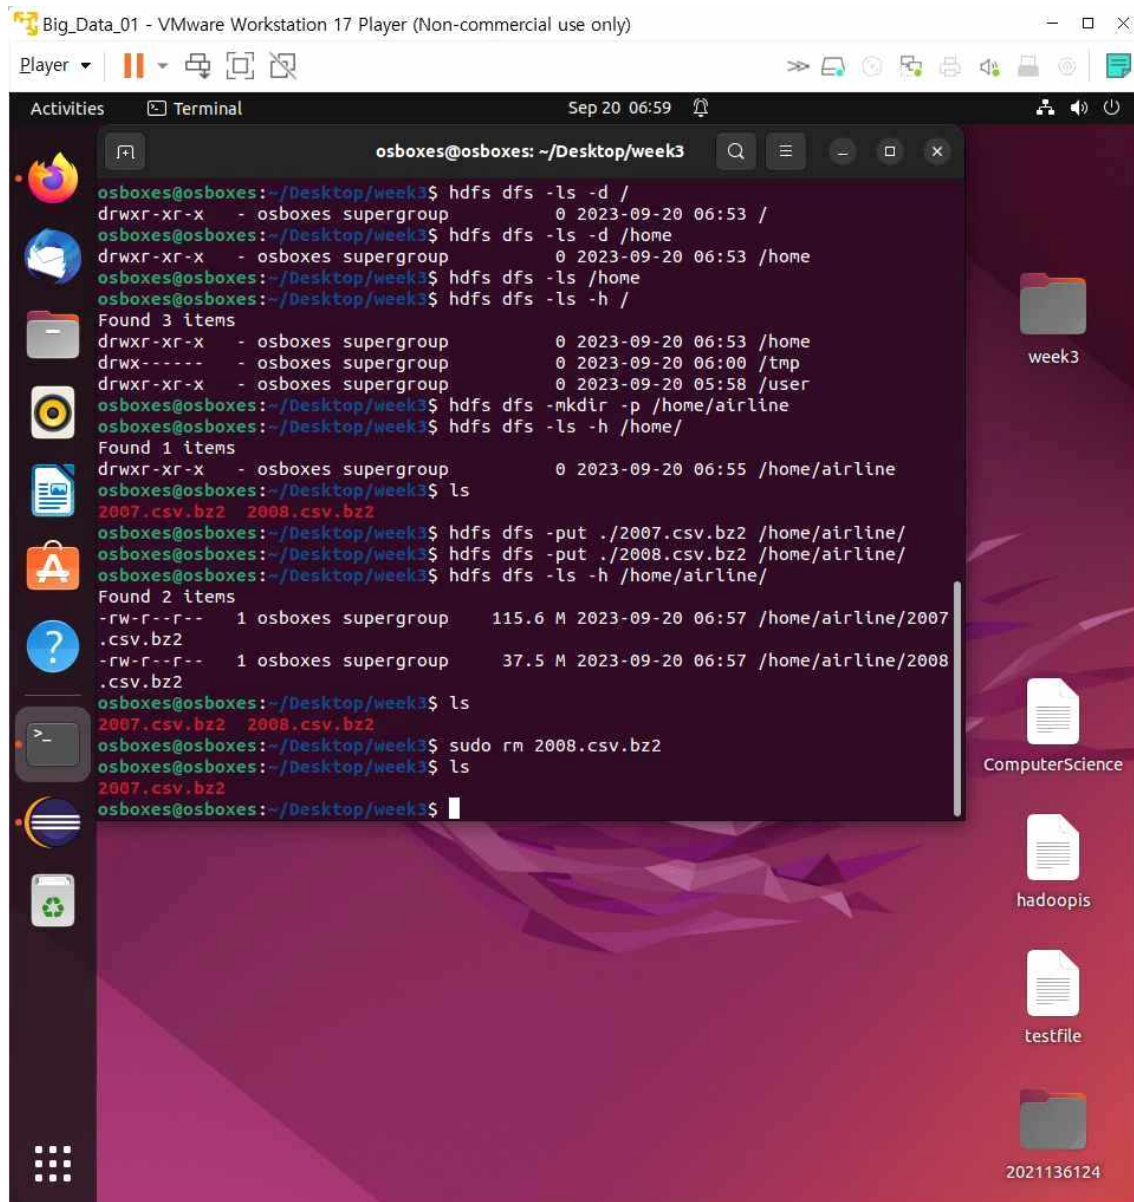 Big_Data_01 - VMware Workstation 17 Player (Non-commercial use only)
Player
Activities Terminal Sep 20 06:59
osboxes@osboxes: ~/Desktop/week3
osboxes@osboxes:~/Desktop/week3$ hdfs dfs -ls -d /
drwxr-xr-x   - osboxes supergroup          0 2023-09-20 06:53 /
osboxes@osboxes:~/Desktop/week3$ hdfs dfs -ls -d /home
drwxr-xr-x   - osboxes supergroup          0 2023-09-20 06:53 /home
osboxes@osboxes:~/Desktop/week3$ hdfs dfs -ls /home
osboxes@osboxes:~/Desktop/week3$ hdfs dfs -ls -h /
Found 3 items
drwxr-xr-x   - osboxes supergroup          0 2023-09-20 06:53 /home
drwx------   - osboxes supergroup          0 2023-09-20 06:00 /tmp
drwxr-xr-x   - osboxes supergroup          0 2023-09-20 05:58 /user
osboxes@osboxes:~/Desktop/week3$ hdfs dfs -mkdir -p /home/airline
osboxes@osboxes:~/Desktop/week3$ hdfs dfs -ls -h /home/
Found 1 items
drwxr-xr-x   - osboxes supergroup          0 2023-09-20 06:55 /home/airline
osboxes@osboxes:~/Desktop/week3$ ls
2007.csv.bz2  2008.csv.bz2
osboxes@osboxes:~/Desktop/week3$ hdfs dfs -put ./2007.csv.bz2 /home/airline/
osboxes@osboxes:~/Desktop/week3$ hdfs dfs -put ./2008.csv.bz2 /home/airline/
osboxes@osboxes:~/Desktop/week3$ hdfs dfs -ls -h /home/airline/
Found 2 items
-rw-r--r--   1 osboxes supergroup    115.6 M 2023-09-20 06:57 /home/airline/2007
.csv.bz2
-rw-r--r--   1 osboxes supergroup     37.5 M 2023-09-20 06:57 /home/airline/2008
.csv.bz2
osboxes@osboxes:~/Desktop/week3$ ls
2007.csv.bz2  2008.csv.bz2
osboxes@osboxes:~/Desktop/week3$ sudo rm 2008.csv.bz2
osboxes@osboxes:~/Desktop/week3$ ls
2007.csv.bz2
osboxes@osboxes:~/Desktop/week3$
week3
ComputerScience
hadoopis
testfile
2021136124